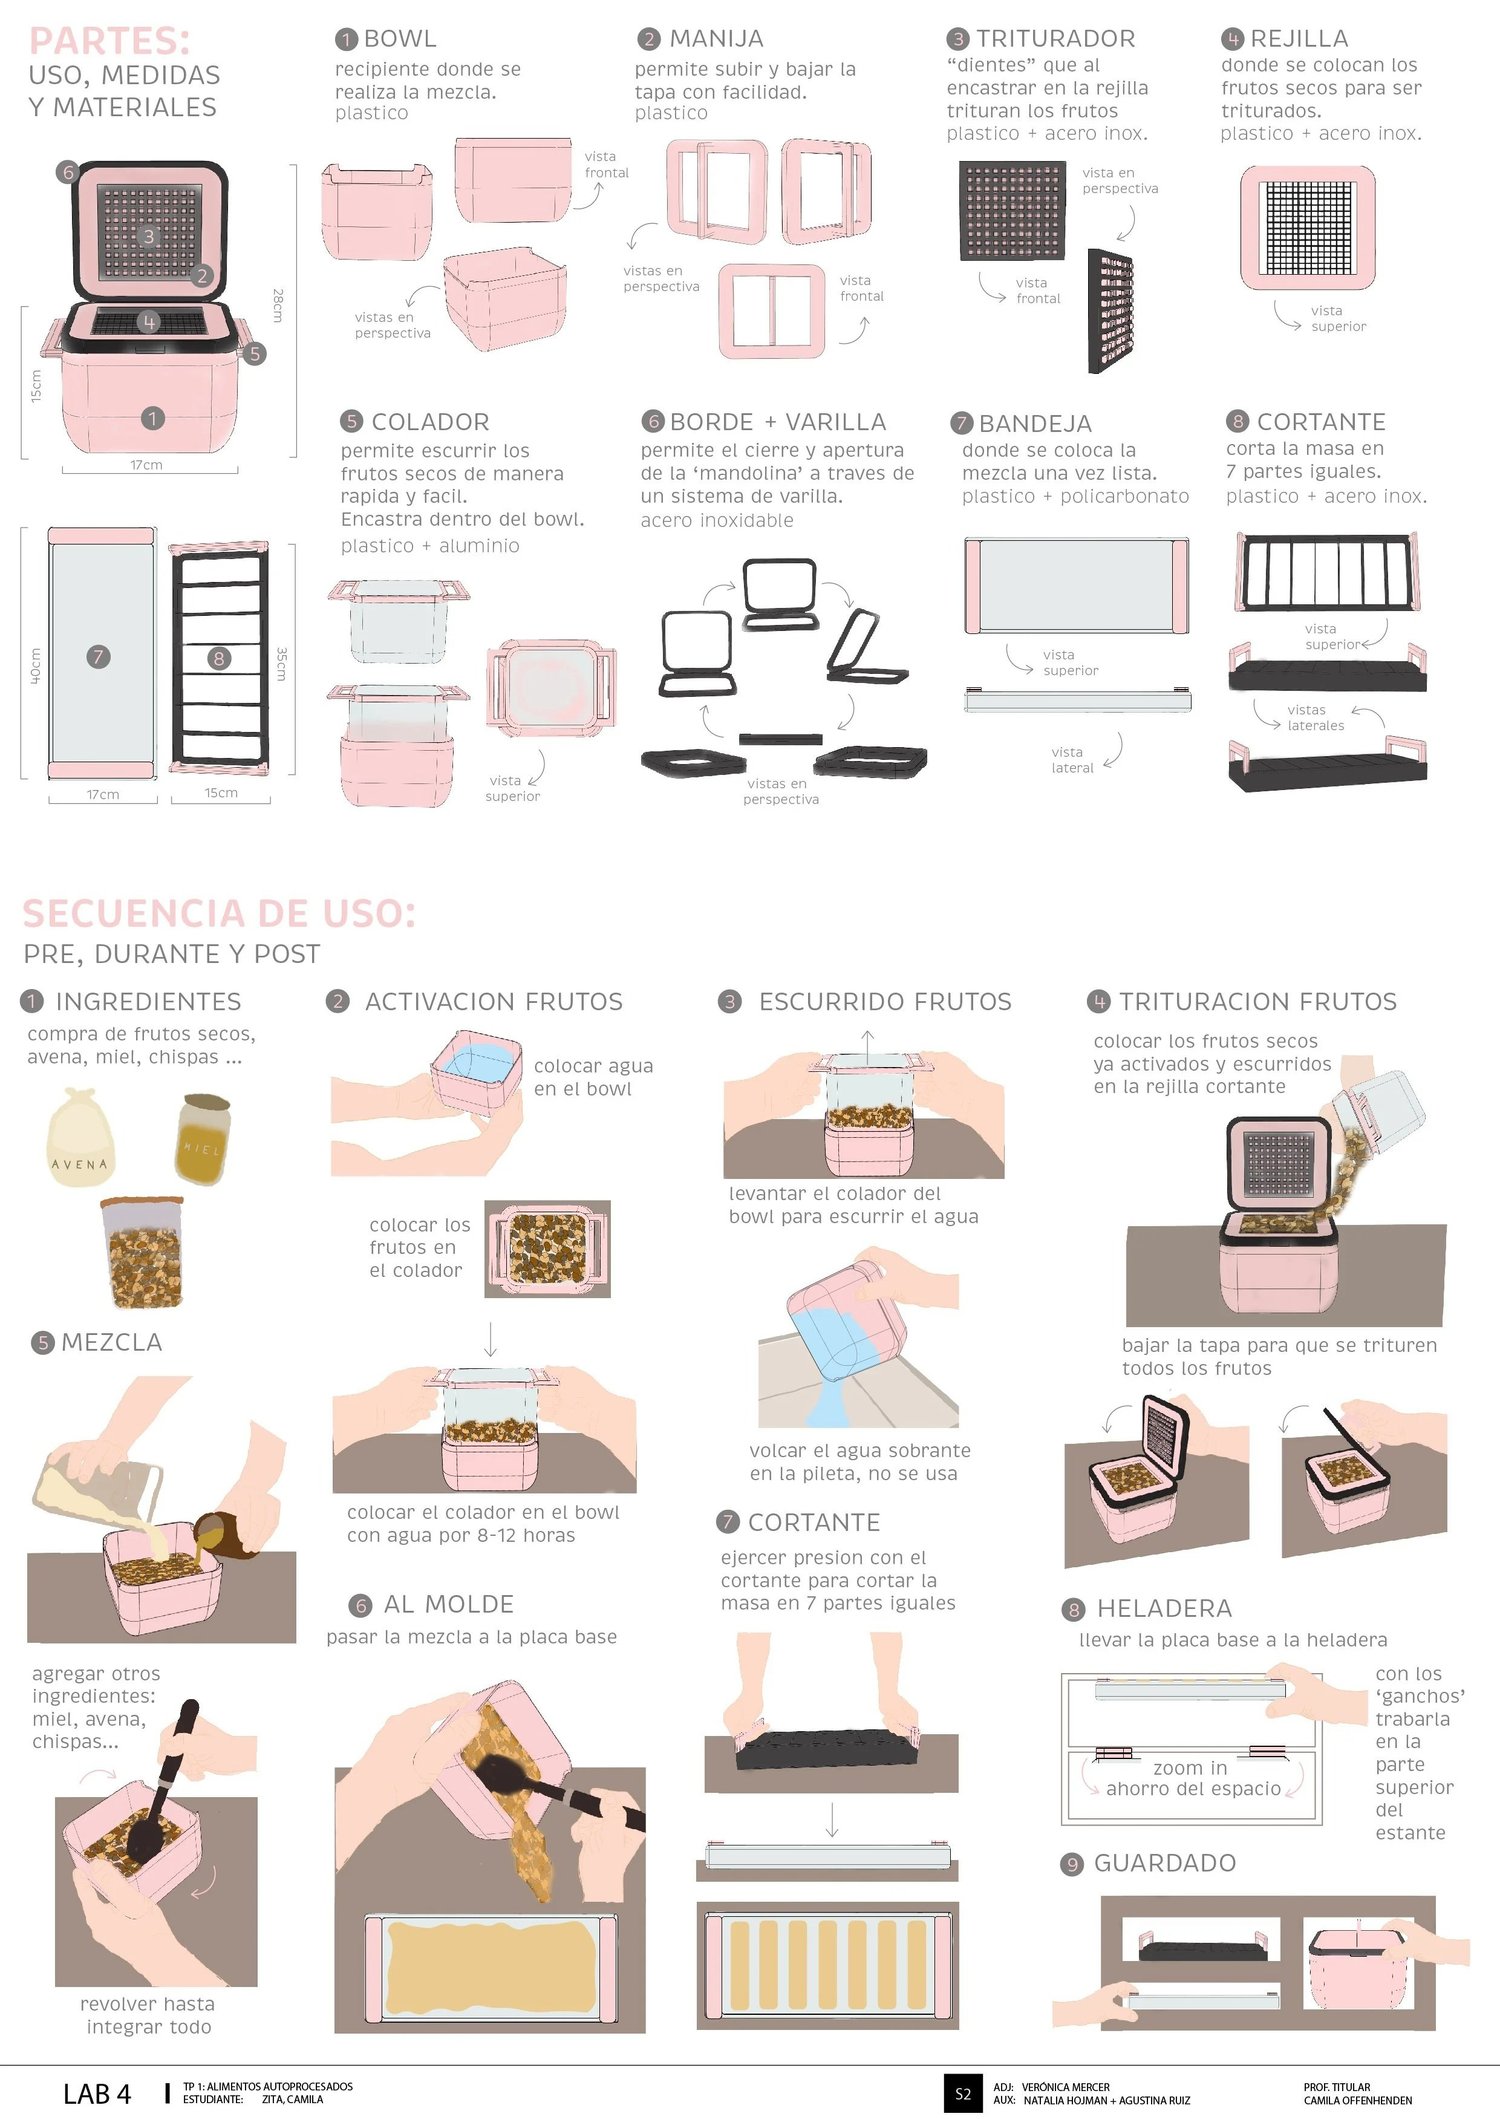 PARTES:
USO, MEDIDAS
Y MATERIALES
6
3
2
4
5
1
28cm
15cm
17cm
7
8
40cm
35cm
17cm
15cm
1 BOWL
recipiente donde se
realiza la mezcla.
plastico
vista
frontal
vistas en
perspectiva
2 MANIJA
permite subir y bajar la
tapa con facilidad.
plastico
vistas en
perspectiva
vista
frontal
3 TRITURADOR
“dientes” que al
encastrar en la rejilla
trituran los frutos
plastico + acero inox.
vista en
perspectiva
vista
frontal
4 REJILLA
donde se colocan los
frutos secos para ser
triturados.
plastico + acero inox.
vista
superior
5 COLADOR
permite escurrir los
frutos secos de manera
rapida y facil.
Encastra dentro del bowl.
plastico + aluminio
vista
superior
6 BORDE + VARILLA
permite el cierre y apertura
de la ‘mandolina’ a traves de
un sistema de varilla.
acero inoxidable
vistas en
perspectiva
7 BANDEJA
donde se coloca la
mezcla una vez lista.
plastico + policarbonato
vista
superior
vista
lateral
8 CORTANTE
corta la masa en
7 partes iguales.
plastico + acero inox.
vista
superior
vistas
laterales
SECUENCIA DE USO:
PRE, DURANTE Y POST
1 INGREDIENTES
compra de frutos secos,
avena, miel, chispas ...
AVENA
MIEL
2 ACTIVACION FRUTOS
colocar agua
en el bowl
colocar los
frutos en
el colador
colocar el colador en el bowl
con agua por 8-12 horas
3 ESCURRIDO FRUTOS
levantar el colador del
bowl para escurrir el agua
volcar el agua sobrante
en la pileta, no se usa
4 TRITURACION FRUTOS
colocar los frutos secos
ya activados y escurridos
en la rejilla cortante
bajar la tapa para que se trituren
todos los frutos
5 MEZCLA
agregar otros
ingredientes:
miel, avena,
chispas...
revolver hasta
integrar todo
6 AL MOLDE
pasar la mezcla a la placa base
7 CORTANTE
ejercer presion con el
cortante para cortar la
masa en 7 partes iguales
8 HELADERA
llevar la placa base a la heladera
con los
‘ganchos’
trabarla
en la
parte
superior
del
estante
zoom in
ahorro del espacio
9 GUARDADO
LAB 4
TP 1: ALIMENTOS AUTOPROCESADOS
ESTUDIANTE: ZITA, CAMILA
S2
ADJ: VERÓNICA MERCER
AUX: NATALIA HOJMAN + AGUSTINA RUIZ
PROF. TITULAR
CAMILA OFFENHENDEN